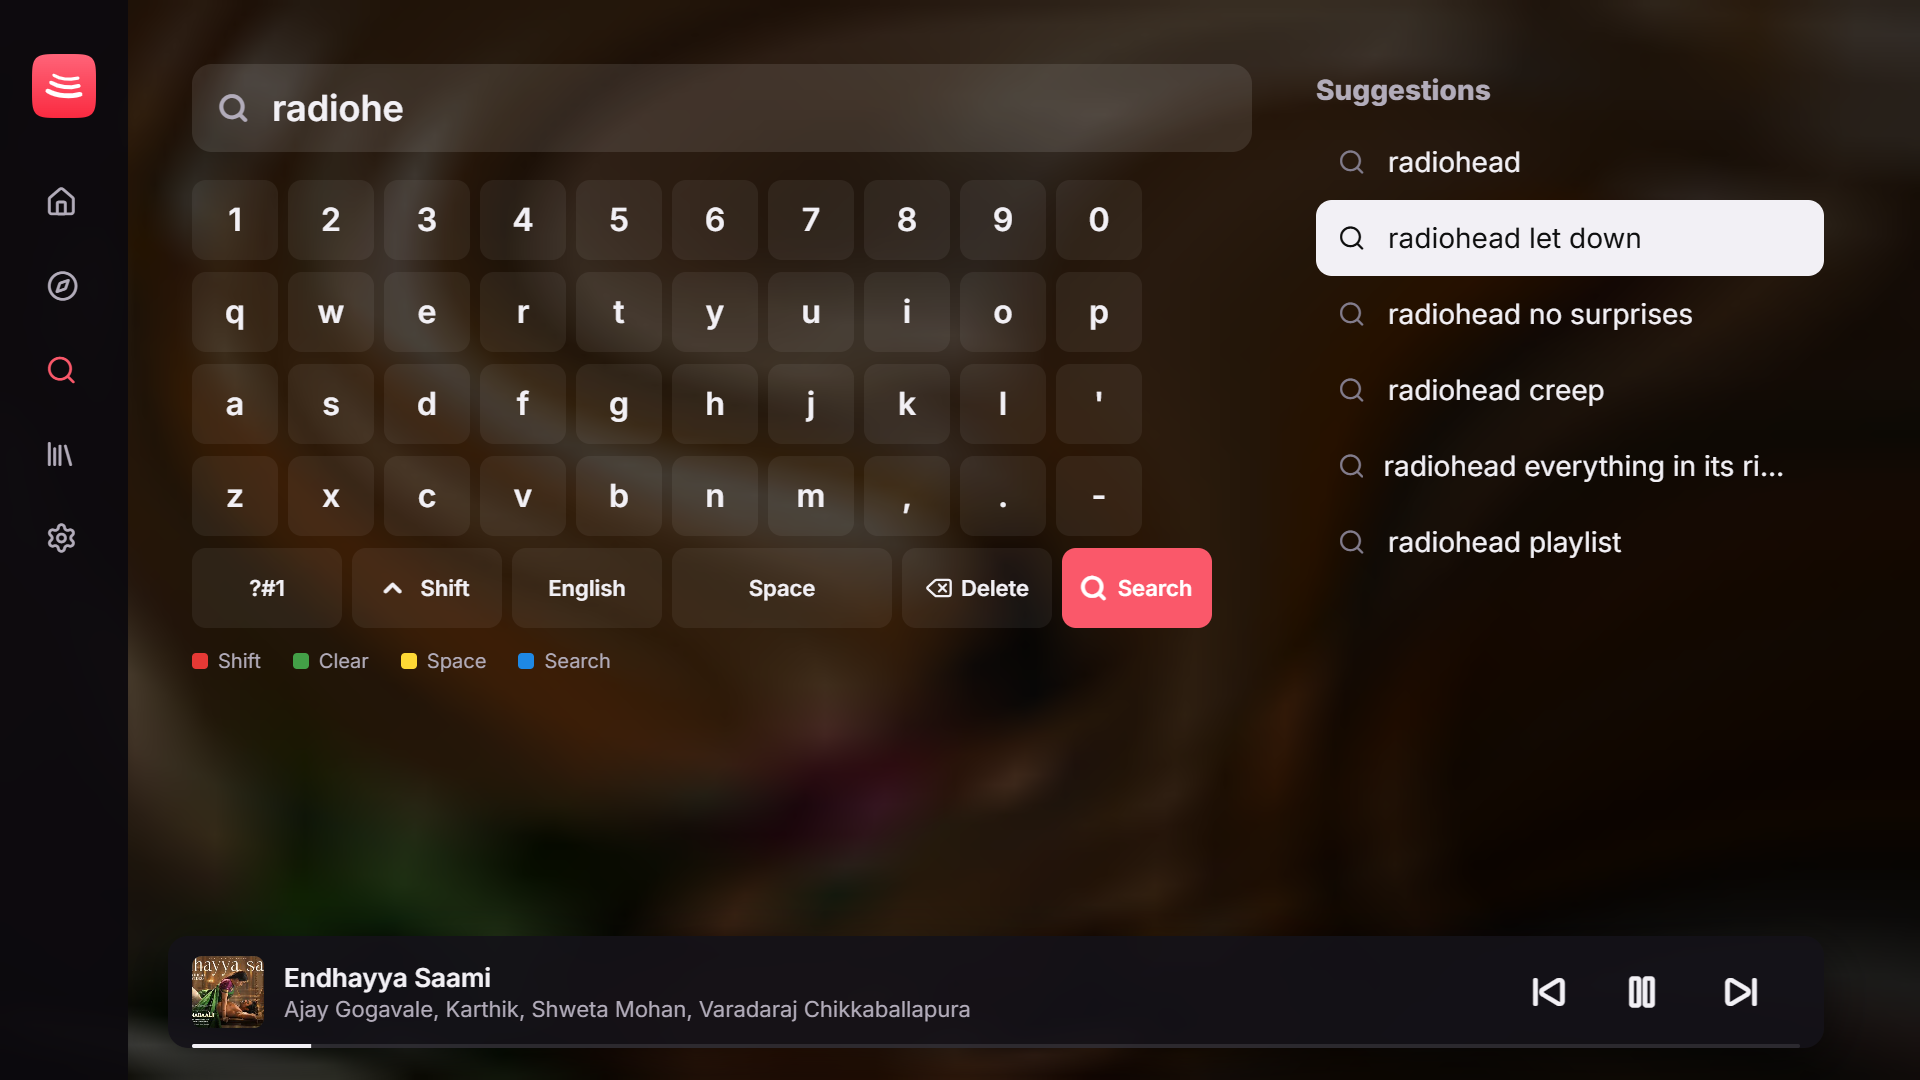 radiohe
1 2 3 4 5 6 7 8 9 0
q w e r t y u i o p
a s d f g h j k l '
z x c v b n m , . -
?#1 Shift English Space Delete Search
Shift Clear Space Search
Suggestions
radiohead
radiohead let down
radiohead no surprises
radiohead creep
radiohead everything in its ri...
radiohead playlist
Endhayya Saami
Ajay Gogavale, Karthik, Shweta Mohan, Varadaraj Chikkaballapura